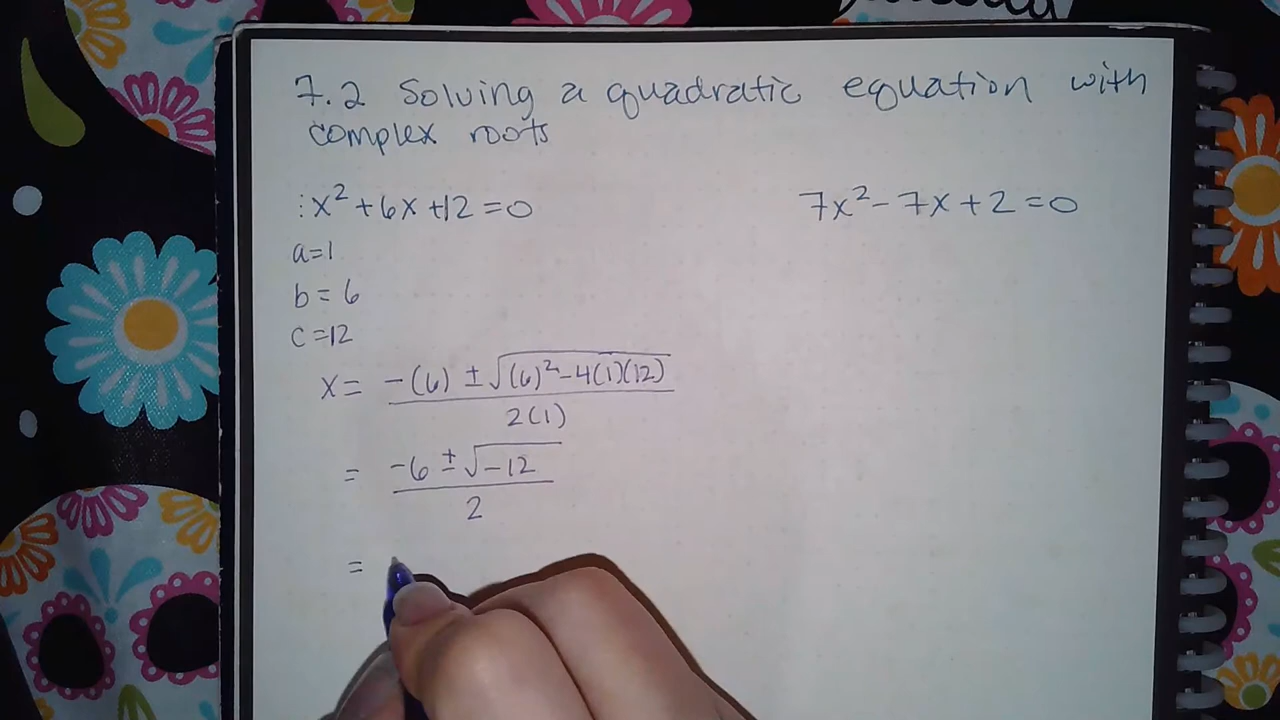 7.2 Solving a quadratic equation with
complex roots
:x²+6x+12=0
a=1
b=6
c=12
x= -(6) ±√(6)²-4(1)(12)
2(1)
= -6 ±√-12
2
=
7x²-7x+2=0